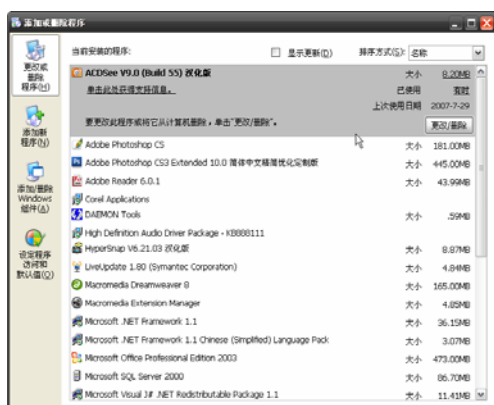 添加或删除程序
更改或
删除
程序(H)
添加新
程序(N)
添加/删除
Windows
组件(A)
设定程序
访问和
默认值(O)
当前安装的程序: 显示更新(D) 排序方式(S): 名称
ACDSee V9.0 (Build 55) 汉化版 大小 8.20MB
单击此处获得支持信息。 已使用 有时
上次使用日期 2007-7-29
要更改此程序或将它从计算机删除，单击“更改/删除”。 更改/删除
Adobe Photoshop CS 大小 181.00MB
Adobe Photoshop CS3 Extended 10.0 简体中文精简优化定制版 大小 445.00MB
Adobe Reader 6.0.1 大小 43.99MB
Corel Applications
DAEMON Tools 大小 .59MB
High Definition Audio Driver Package - KB888111
HyperSnap V6.21.03 汉化版 大小 8.87MB
LiveUpdate 1.80 (Symantec Corporation) 大小 4.84MB
Macromedia Dreamweaver 8 大小 165.00MB
Macromedia Extension Manager 大小 4.85MB
Microsoft .NET Framework 1.1 大小 36.15MB
Microsoft .NET Framework 1.1 Chinese (Simplified) Language Pack 大小 3.07MB
Microsoft Office Professional Edition 2003 大小 473.00MB
Microsoft SQL Server 2000 大小 86.70MB
Microsoft Visual J# .NET Redistributable Package 1.1 大小 11.41MB